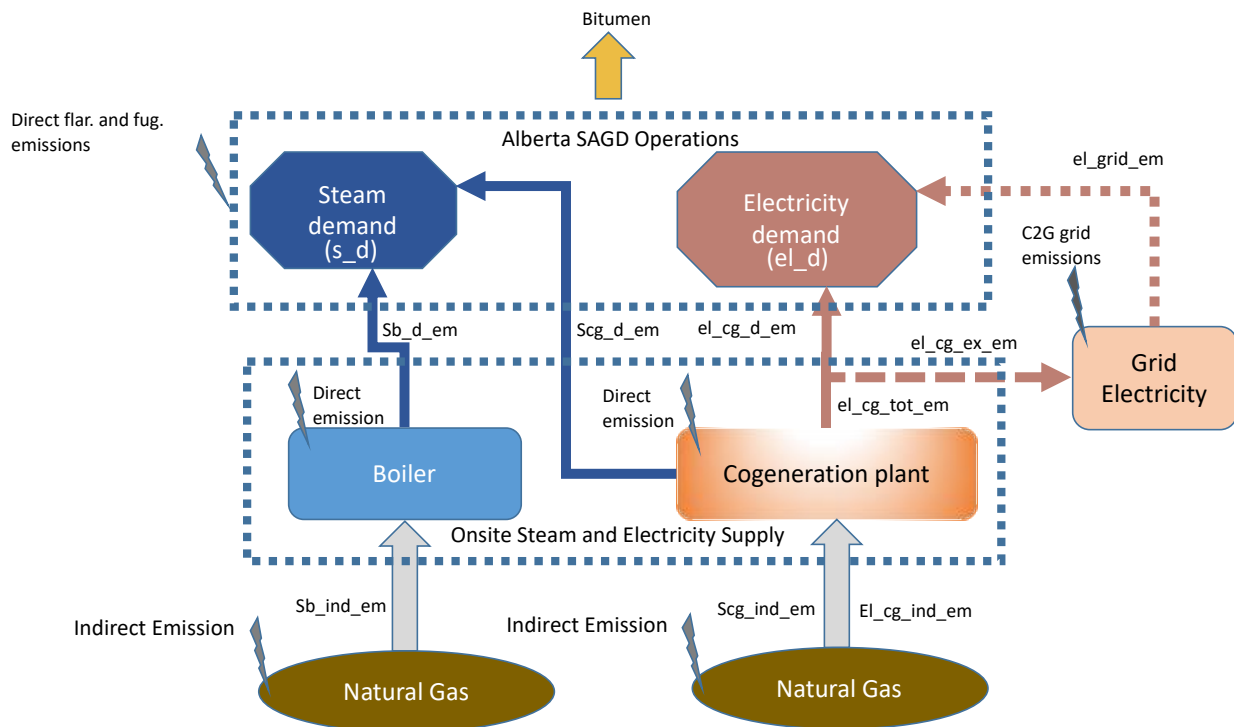 Bitumen
Direct flar. and fug.
emissions
Alberta SAGD Operations
Steam
demand
(s_d)
Electricity
demand
(el_d)
el_grid_em
C2G grid
emissions
Sb_d_em
Scg_d_em
el_cg_d_em
el_cg_ex_em
Grid
Electricity
Direct
emission
Direct
emission
el_cg_tot_em
Boiler
Cogeneration plant
Onsite Steam and Electricity Supply
Sb_ind_em
Scg_ind_em
El_cg_ind_em
Indirect Emission
Indirect Emission
Natural Gas
Natural Gas